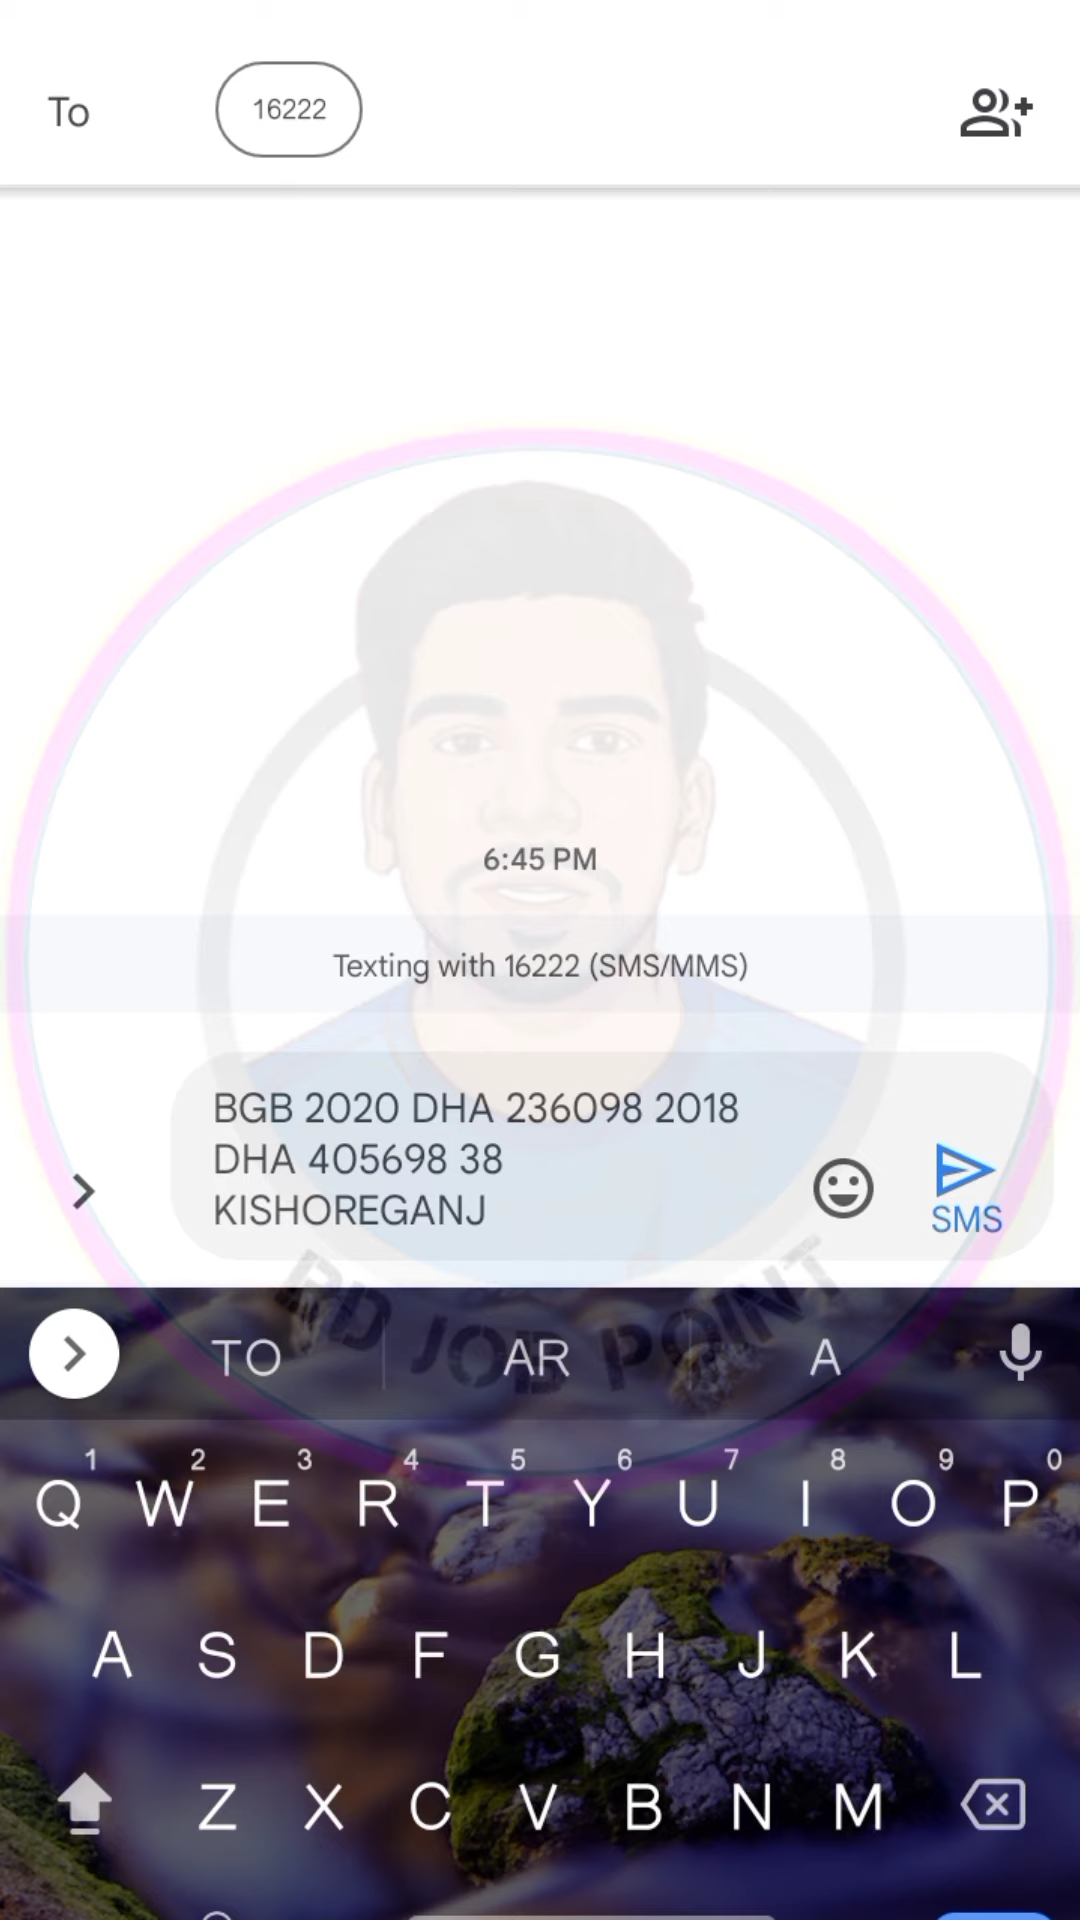 To 16222
6:45 PM
Texting with 16222 (SMS/MMS)
BGB 2020 DHA 236098 2018
DHA 405698 38
KISHOREGANJ
SMS
BD JOB POINT
TO AR A
1 2 3 4 5 6 7 8 9 0
Q W E R T Y U I O P
A S D F G H J K L
Z X C V B N M